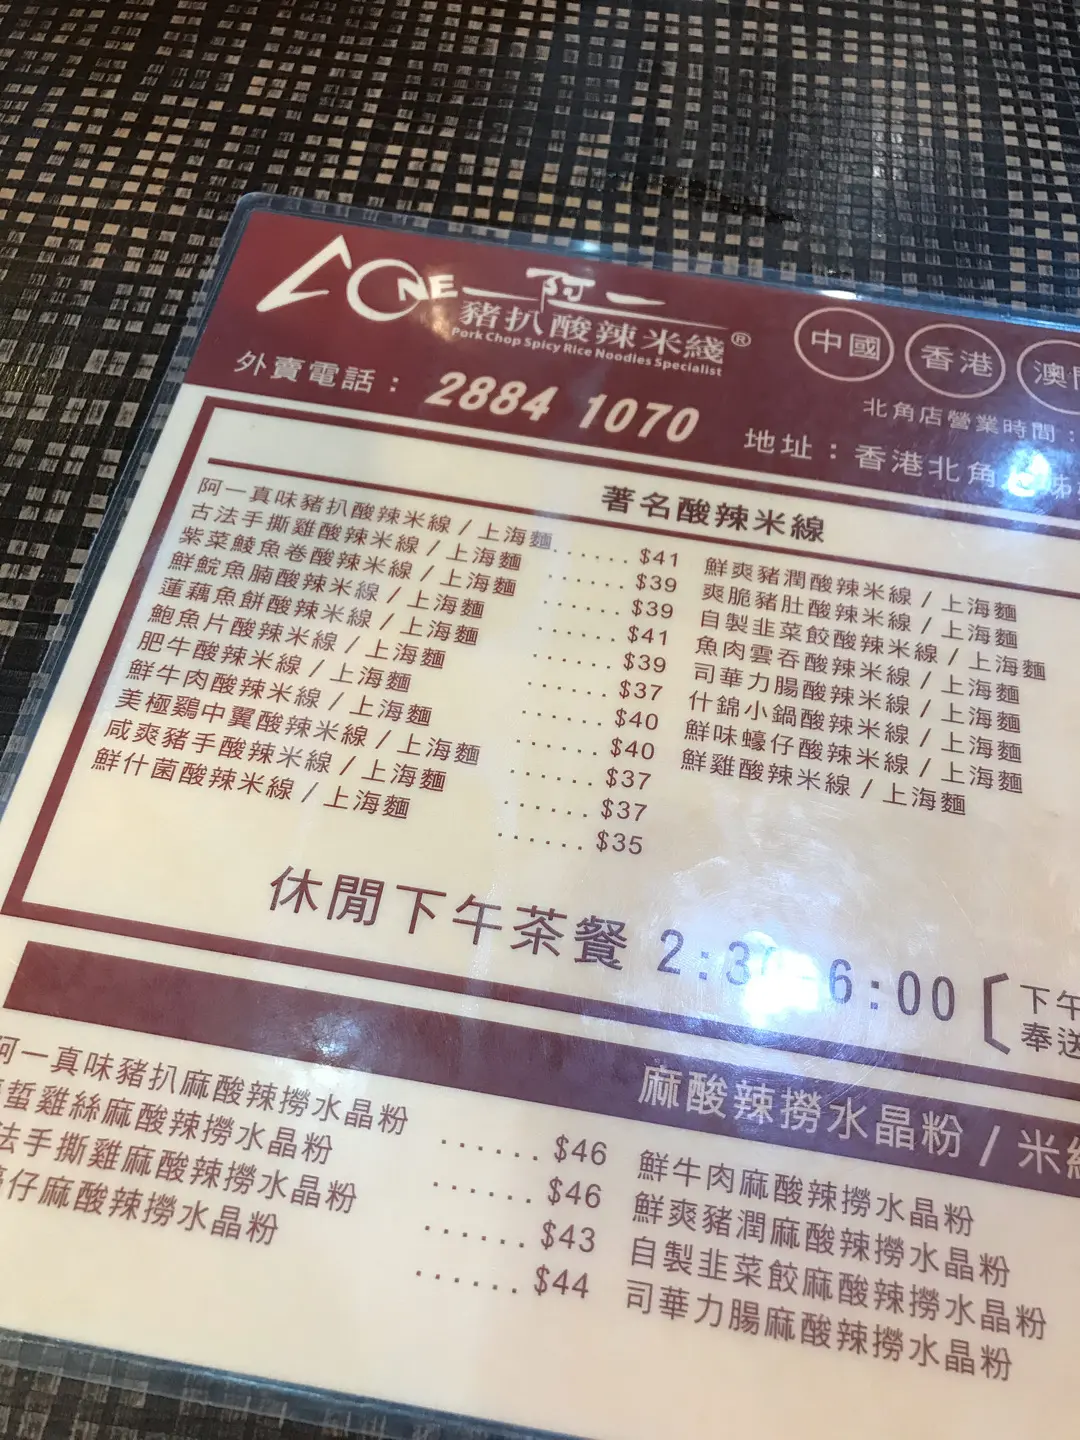 AONE 阿一
豬扒酸辣米綫®
Pork Chop Spicy Rice Noodles Specialist
中國 香港
外賣電話： 2884 1070
北角店營業時間：
地址：香港北角
著名酸辣米線
阿一真味豬扒酸辣米線 / 上海麵 ...... $41
古法手撕雞酸辣米線 / 上海麵 ...... $39
紫菜鯪魚卷酸辣米線 / 上海麵 ...... $39
鮮鯇魚腩酸辣米線 / 上海麵 ...... $41
蓮藕魚餅酸辣米線 / 上海麵 ...... $39
鮑魚片酸辣米線 / 上海麵 ...... $37
肥牛酸辣米線 / 上海麵 ...... $40
鮮牛肉酸辣米線 / 上海麵 ...... $40
美極鷄中翼酸辣米線 / 上海麵 ...... $37
咸爽豬手酸辣米線 / 上海麵 ...... $37
鮮什菌酸辣米線 / 上海麵 ...... $35
鮮爽豬潤酸辣米線 / 上海麵
爽脆豬肚酸辣米線 / 上海麵
自製韭菜餃酸辣米線 / 上海麵
魚肉雲吞酸辣米線 / 上海麵
司華力腸酸辣米線 / 上海麵
什錦小鍋酸辣米線 / 上海麵
鮮味蠔仔酸辣米線 / 上海麵
鮮雞酸辣米線 / 上海麵
休閒下午茶餐 2:30-6:00
下午
奉送
麻酸辣撈水晶粉 / 米
阿一真味豬扒麻酸辣撈水晶粉 ...... $46
蜇雞絲麻酸辣撈水晶粉 ...... $46
法手撕雞麻酸辣撈水晶粉 ...... $43
仔麻酸辣撈水晶粉 ...... $44
鮮牛肉麻酸辣撈水晶粉
鮮爽豬潤麻酸辣撈水晶粉
自製韭菜餃麻酸辣撈水晶粉
司華力腸麻酸辣撈水晶粉